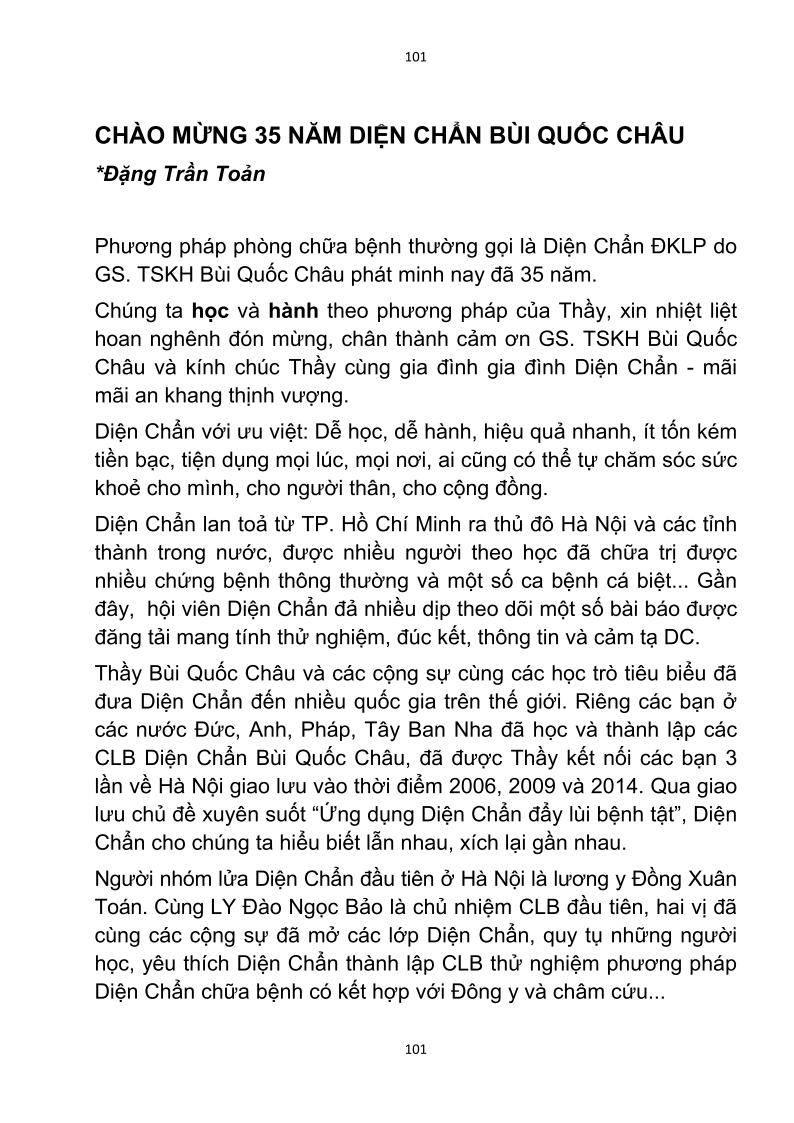 101
CHÀO MỪNG 35 NĂM DIỆN CHẨN BÙI QUỐC CHÂU
*Đặng Trần Toản
Phương pháp phòng chữa bệnh thường gọi là Diện Chẩn ĐKLP do
GS. TSKH Bùi Quốc Châu phát minh nay đã 35 năm.
Chúng ta học và hành theo phương pháp của Thầy, xin nhiệt liệt
hoan nghênh đón mừng, chân thành cảm ơn GS. TSKH Bùi Quốc
Châu và kính chúc Thầy cùng gia đình gia đình Diện Chẩn - mãi
mãi an khang thịnh vượng.
Diện Chẩn với ưu việt: Dễ học, dễ hành, hiệu quả nhanh, ít tốn kém
tiền bạc, tiện dụng mọi lúc, mọi nơi, ai cũng có thể tự chăm sóc sức
khoẻ cho mình, cho người thân, cho cộng đồng.
Diện Chẩn lan toả từ TP. Hồ Chí Minh ra thủ đô Hà Nội và các tỉnh
thành trong nước, được nhiều người theo học đã chữa trị được
nhiều chứng bệnh thông thường và một số ca bệnh cá biệt... Gần
đây,  hội viên Diện Chẩn đả nhiều dịp theo dõi một số bài báo được
đăng tải mang tính thử nghiệm, đúc kết, thông tin và cảm tạ DC.
Thầy Bùi Quốc Châu và các cộng sự cùng các học trò tiêu biểu đã
đưa Diện Chẩn đến nhiều quốc gia trên thế giới. Riêng các bạn ở
các nước Đức, Anh, Pháp, Tây Ban Nha đã học và thành lập các
CLB Diện Chẩn Bùi Quốc Châu, đã được Thầy kết nối các bạn 3
lần về Hà Nội giao lưu vào thời điểm 2006, 2009 và 2014. Qua giao
lưu chủ đề xuyên suốt “Ứng dụng Diện Chẩn đẩy lùi bệnh tật”, Diện
Chẩn cho chúng ta hiểu biết lẫn nhau, xích lại gần nhau.
Người nhóm lửa Diện Chẩn đầu tiên ở Hà Nội là lương y Đồng Xuân
Toán. Cùng LY Đào Ngọc Bảo là chủ nhiệm CLB đầu tiên, hai vị đã
cùng các cộng sự đã mở các lớp Diện Chẩn, quy tụ những người
học, yêu thích Diện Chẩn thành lập CLB thử nghiệm phương pháp
Diện Chẩn chữa bệnh có kết hợp với Đông y và châm cứu...
101